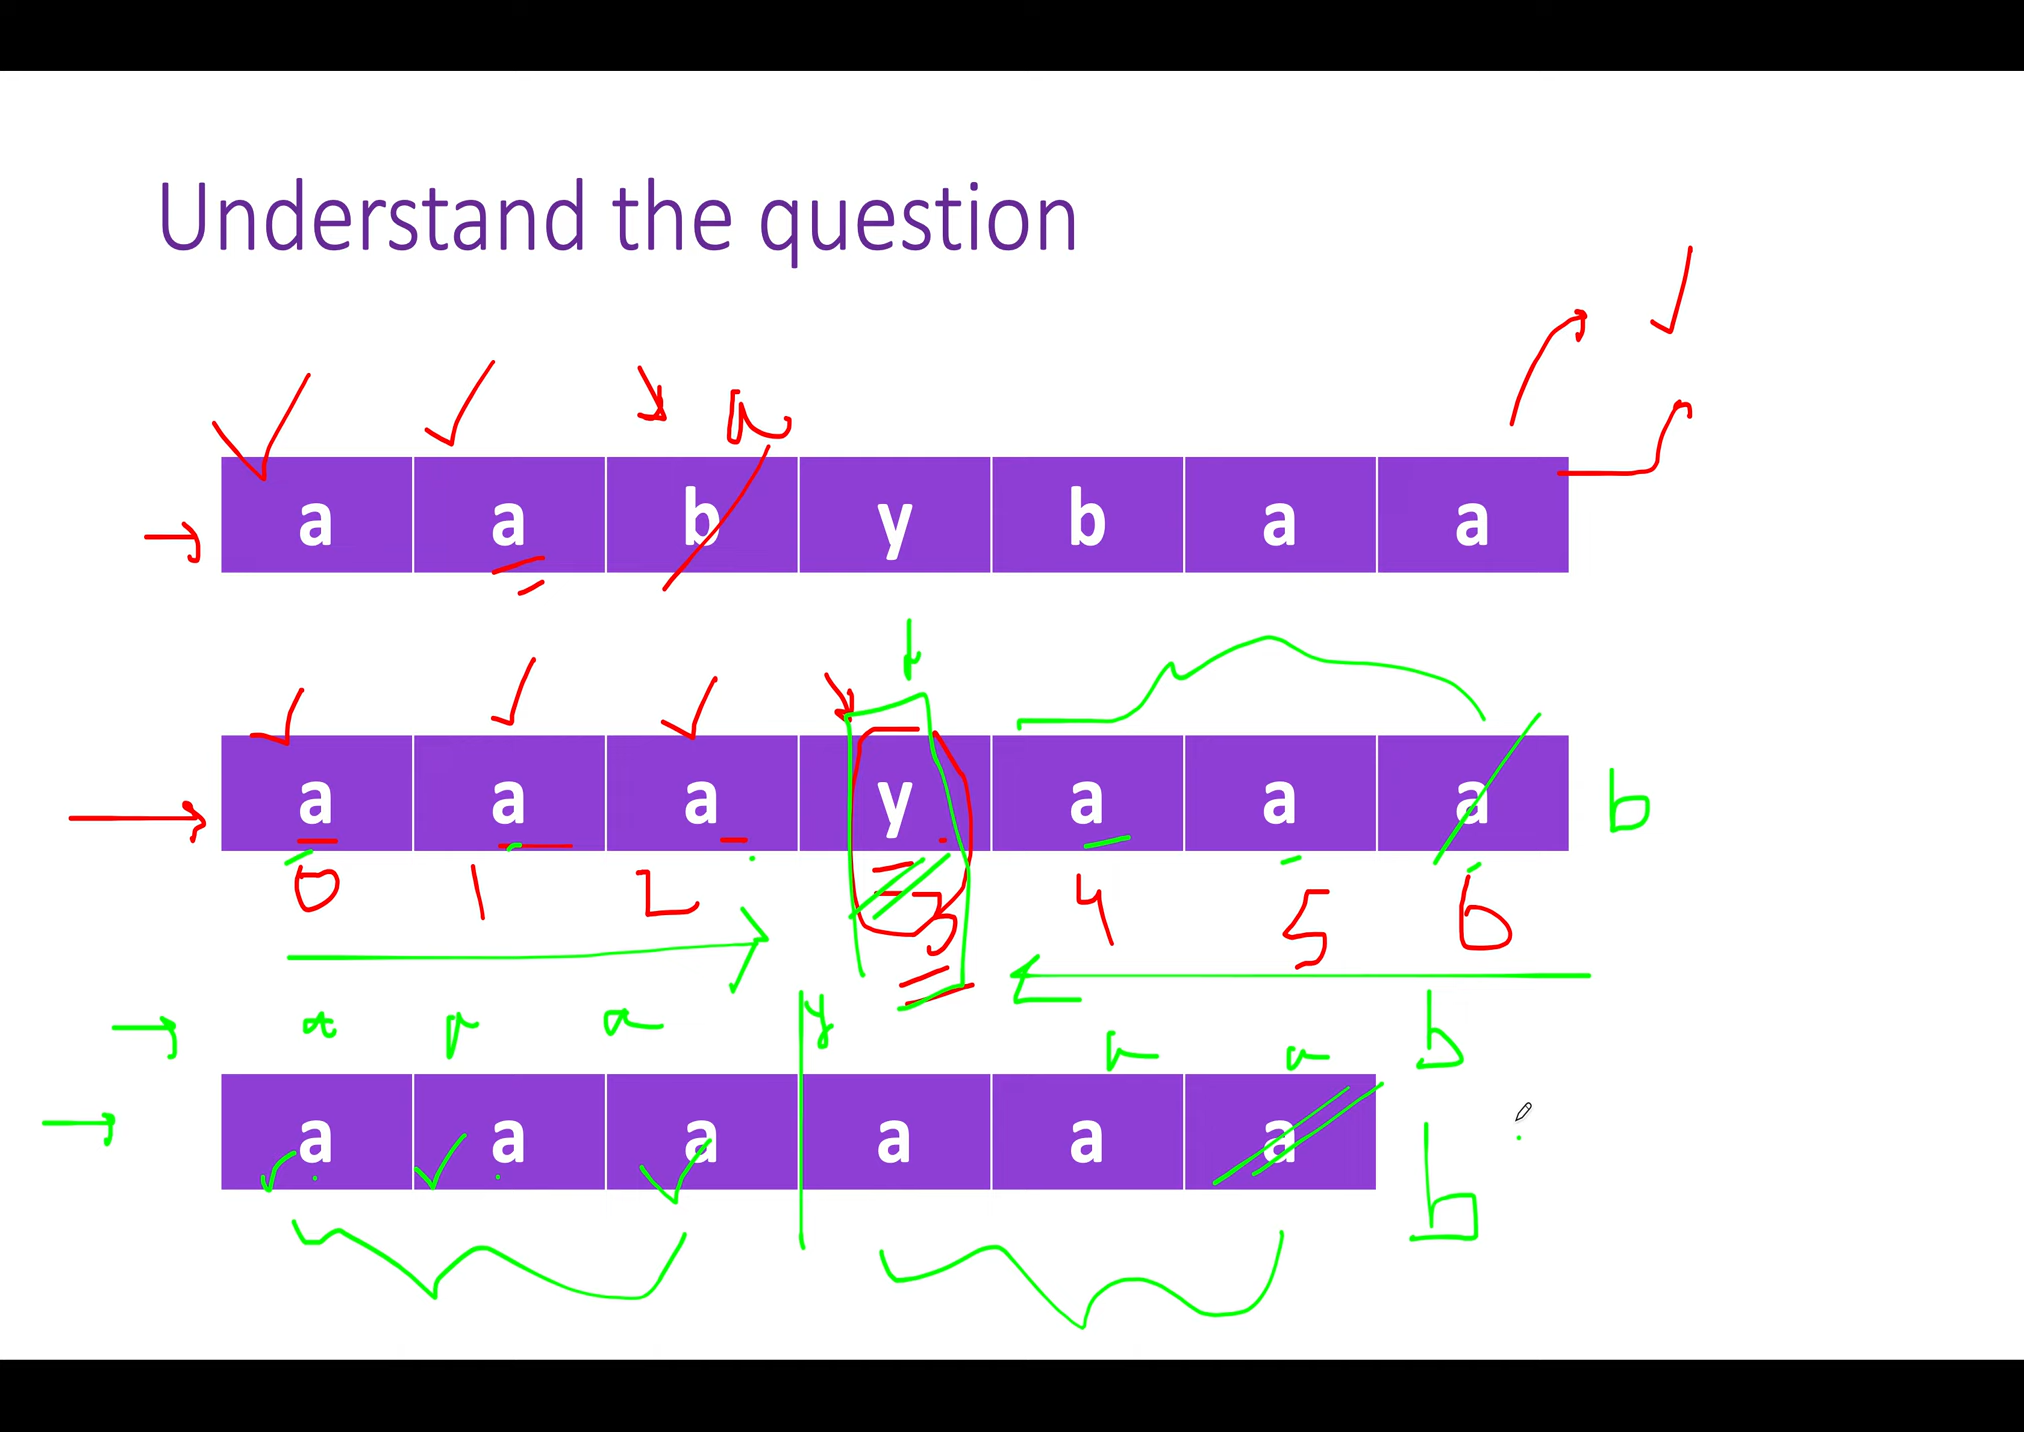 Understand the question
a
a a b y b a a
a a a y a a a b
0 1 2 3 4 5 6
a a a y a a b
a a a a a a b